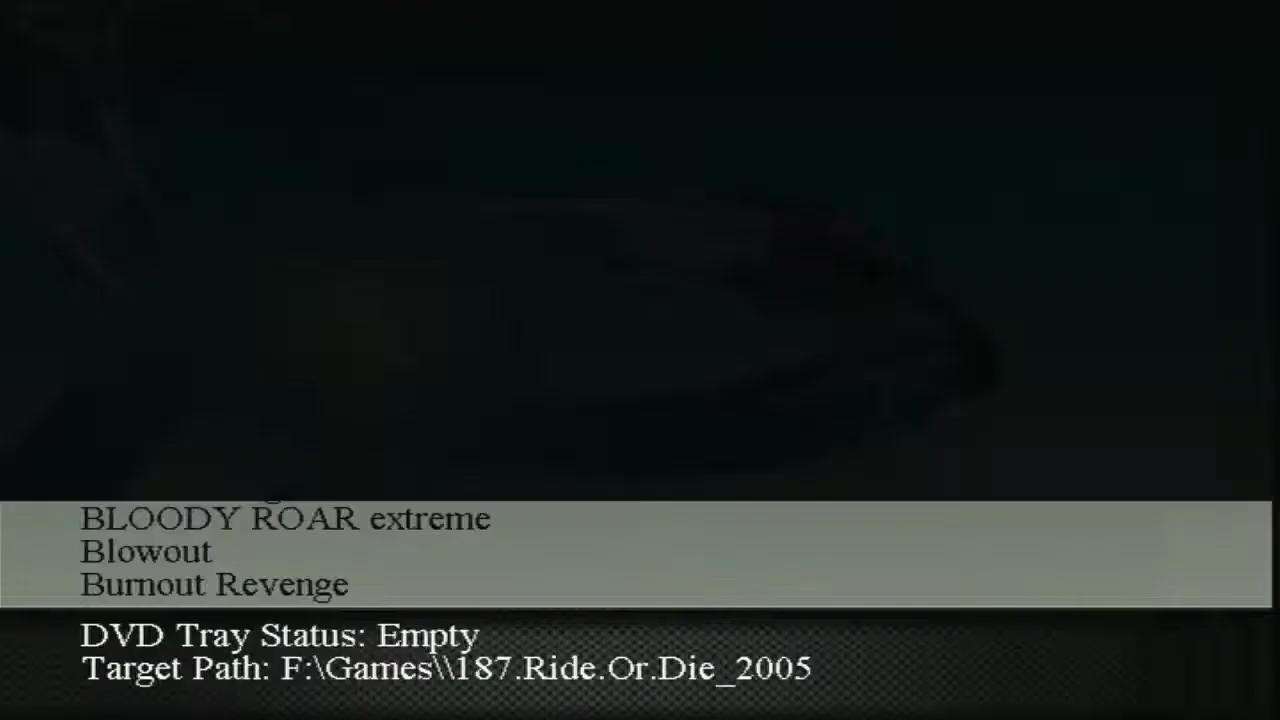 BLOODY ROAR extreme
Blowout
Burnout Revenge
DVD Tray Status: Empty
Target Path: F:\Games\\187.Ride.Or.Die_2005